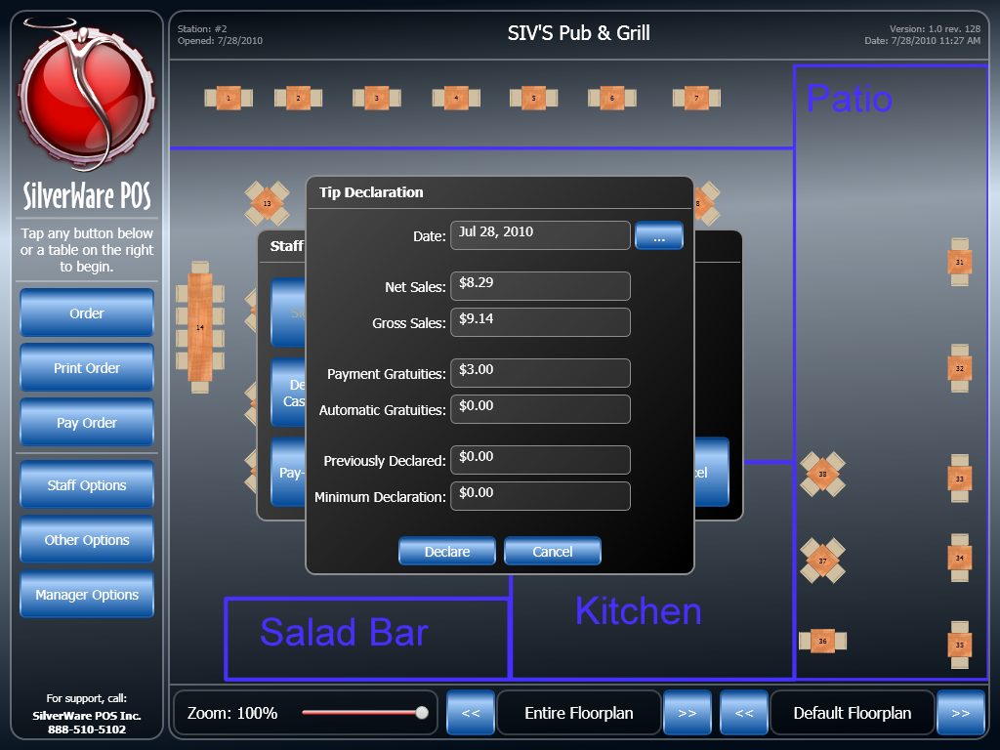 Station: #2
Opened: 7/28/2010
SIV'S Pub & Grill
Version: 1.0 rev. 128
Date: 7/28/2010 11:27 AM
SilverWare POS
Tap any button below
or a table on the right
to begin.
Order
Print Order
Pay Order
Staff Options
Other Options
Manager Options
For support, call:
SilverWare POS Inc.
888-510-5102
1
2
3
4
5
6
7
Patio
13
8
14
31
32
38
33
37
34
36
35
Staff
De
Cas
Pay-
cel
Tip Declaration
Date:
Jul 28, 2010
...
Net Sales:
$8.29
Gross Sales:
$9.14
Payment Gratuities:
$3.00
Automatic Gratuities:
$0.00
Previously Declared:
$0.00
Minimum Declaration:
$0.00
Declare
Cancel
Salad Bar
Kitchen
Zoom: 100%
<<
Entire Floorplan
>>
<<
Default Floorplan
>>